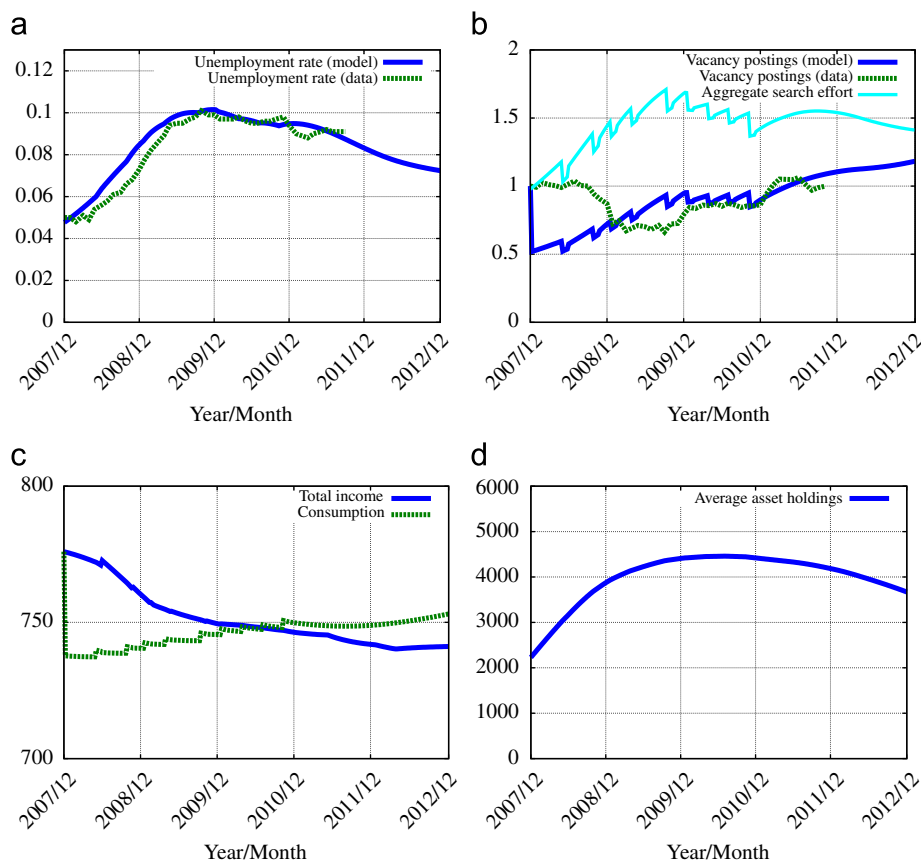 a
Unemployment rate (model)
Unemployment rate (data)
0.12
0.1
0.08
0.06
0.04
0.02
0
2007/12
2008/12
2009/12
2010/12
2011/12
2012/12
Year/Month
b
Vacancy postings (model)
Vacancy postings (data)
Aggregate search effort
2
1.5
1
0.5
0
2007/12
2008/12
2009/12
2010/12
2011/12
2012/12
Year/Month
c
Total income
Consumption
800
750
700
2007/12
2008/12
2009/12
2010/12
2011/12
2012/12
Year/Month
d
Average asset holdings
6000
5000
4000
3000
2000
1000
0
2007/12
2008/12
2009/12
2010/12
2011/12
2012/12
Year/Month